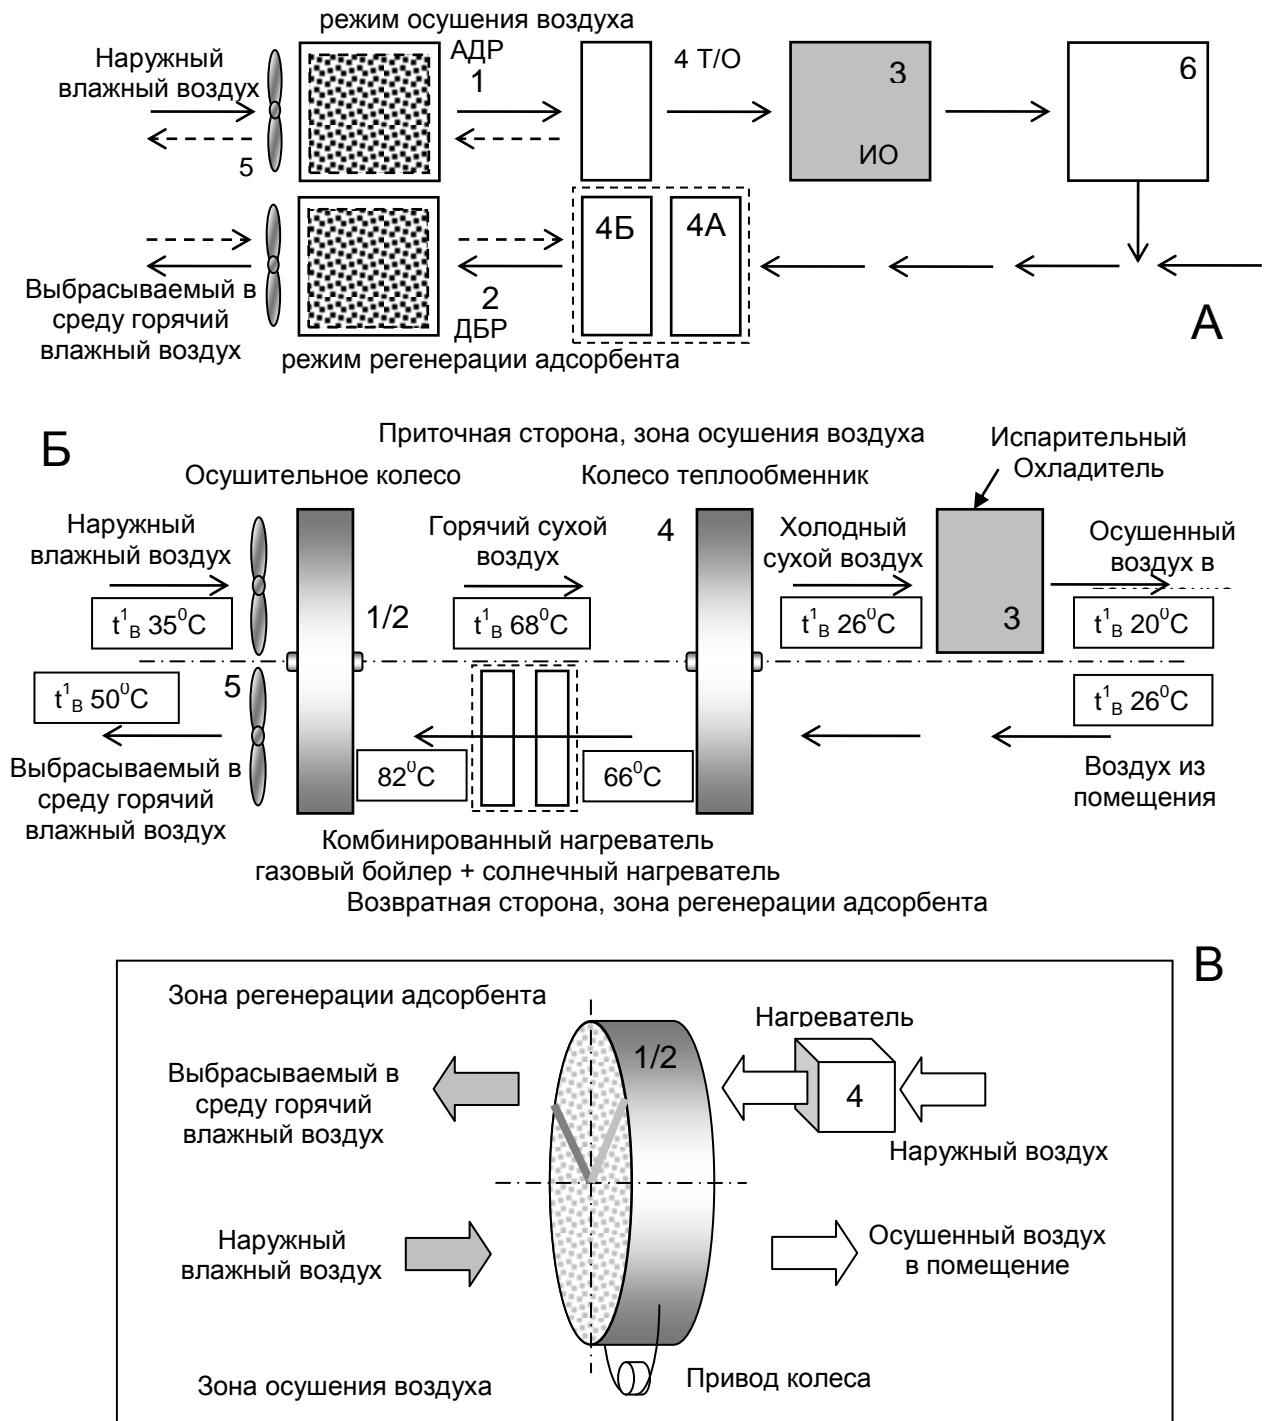 режим осушения воздуха
Наружный
влажный воздух
АДР
1
4 Т/О
3
ИО
6
5
4Б
4А
2
ДБР
Выбрасываемый в
среду горячий
влажный воздух
режим регенерации адсорбента
А
Б
Приточная сторона, зона осушения воздуха
Испарительный
Охладитель
Осушительное колесо
Колесо теплообменник
Наружный
влажный воздух
Горячий сухой
воздух
4
Холодный
сухой воздух
Осушенный
воздух в
t¹В 35⁰С
1/2
t¹В 68⁰С
t¹В 26⁰С
3
t¹В 20⁰С
t¹В 50⁰С
5
t¹В 26⁰С
82⁰С
66⁰С
Выбрасываемый в
среду горячий
влажный воздух
Воздух из
помещения
Комбинированный нагреватель
газовый бойлер + солнечный нагреватель
Возвратная сторона, зона регенерации адсорбента
В
Зона регенерации адсорбента
Нагреватель
1/2
Выбрасываемый в
среду горячий
влажный воздух
4
Наружный воздух
Наружный
влажный воздух
Осушенный воздух
в помещение
Привод колеса
Зона осушения воздуха